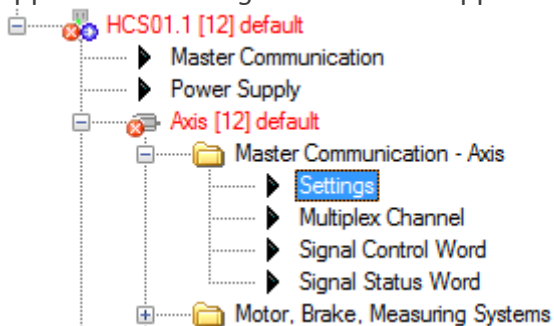 HCS01.1 [12] default
Master Communication
Power Supply
Axis [12] default
Master Communication - Axis
Settings
Multiplex Channel
Signal Control Word
Signal Status Word
Motor, Brake, Measuring Systems